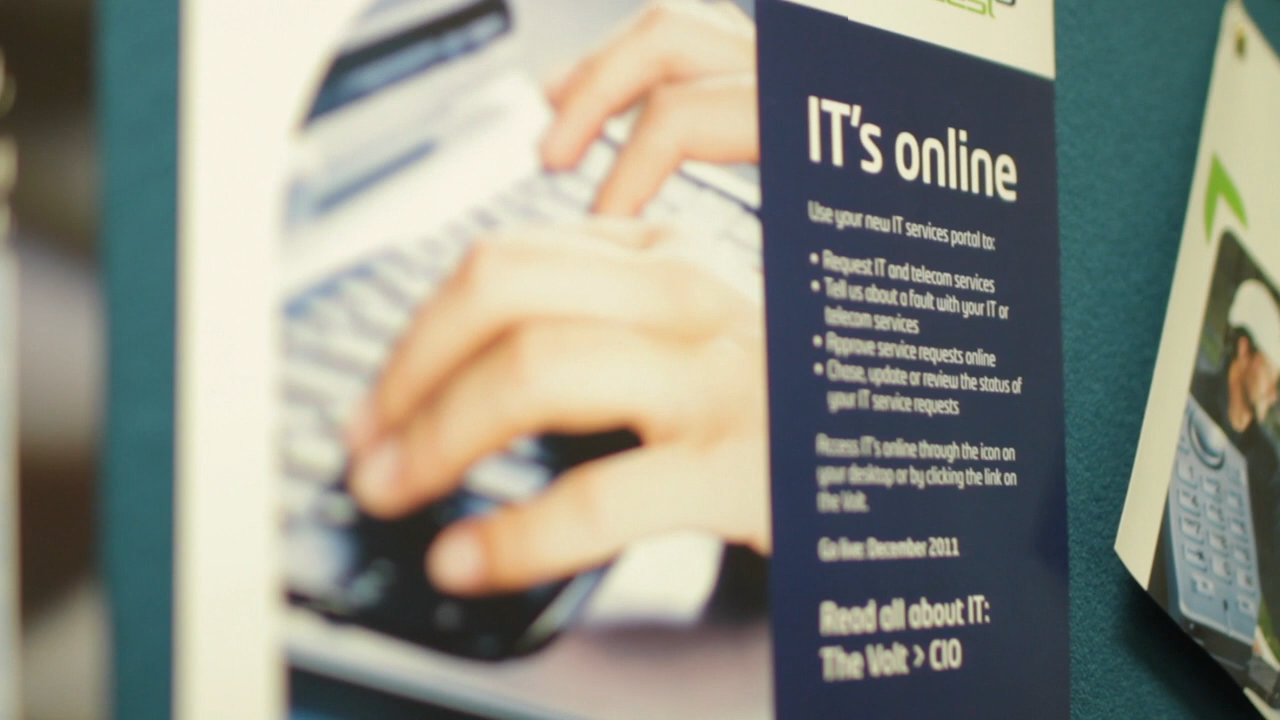 IT's online
Use your new IT services portal to:
• Request IT and telecom services
• Tell us about a fault with your IT or
telecom services
• Approve service requests online
• Chase, update or review the status of
your IT service requests
Access IT's online through the icon on
your desktop or by clicking the link on
the Volt.
Go live: December 2011
Read all about IT:
The Volt > CIO